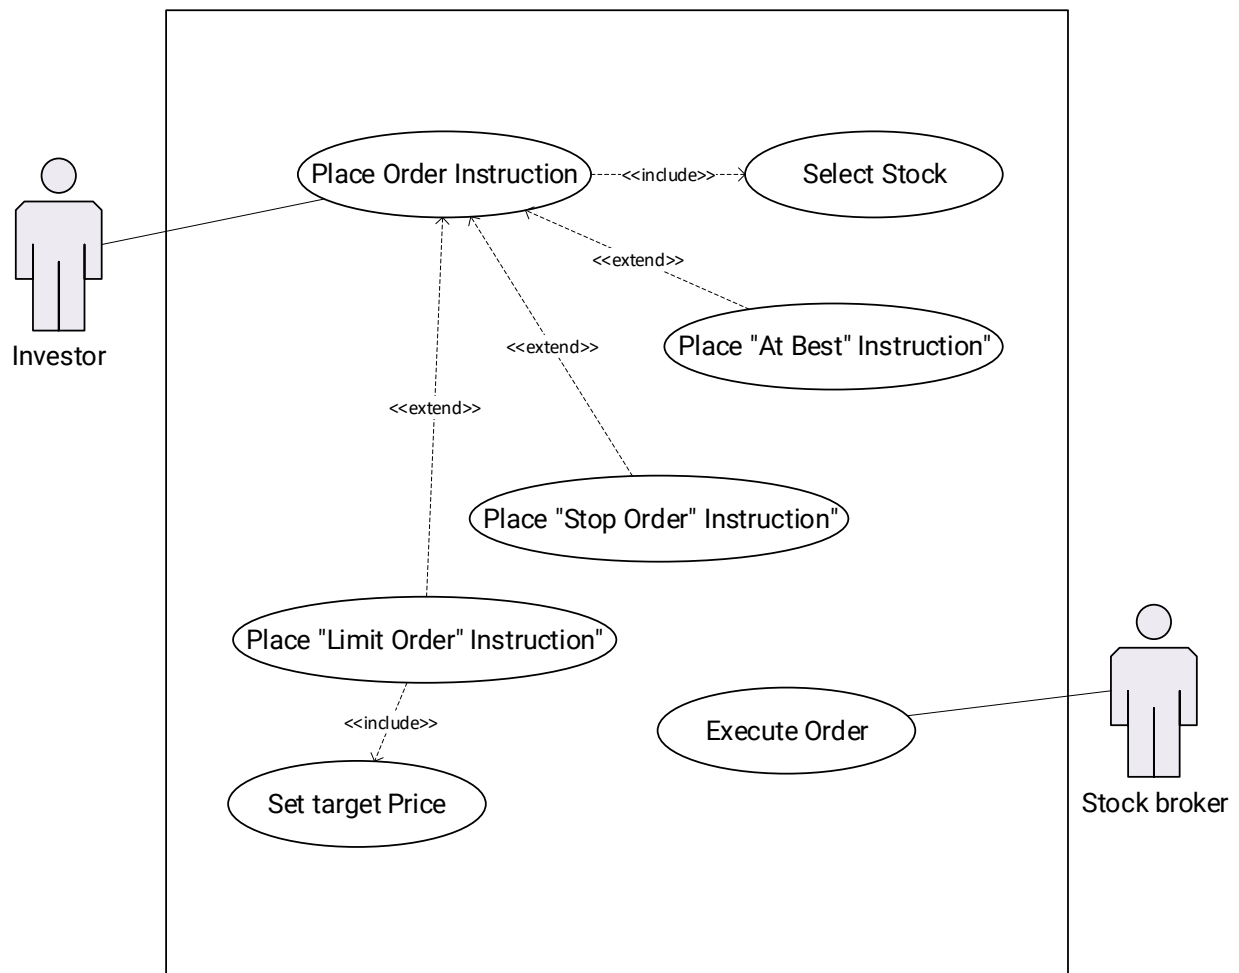 Place Order Instruction
<<include>>
Select Stock
<<extend>>
Place "At Best" Instruction"
Investor
<<extend>>
<<extend>>
Place "Stop Order" Instruction"
Place "Limit Order" Instruction"
<<include>>
Execute Order
Set target Price
Stock broker